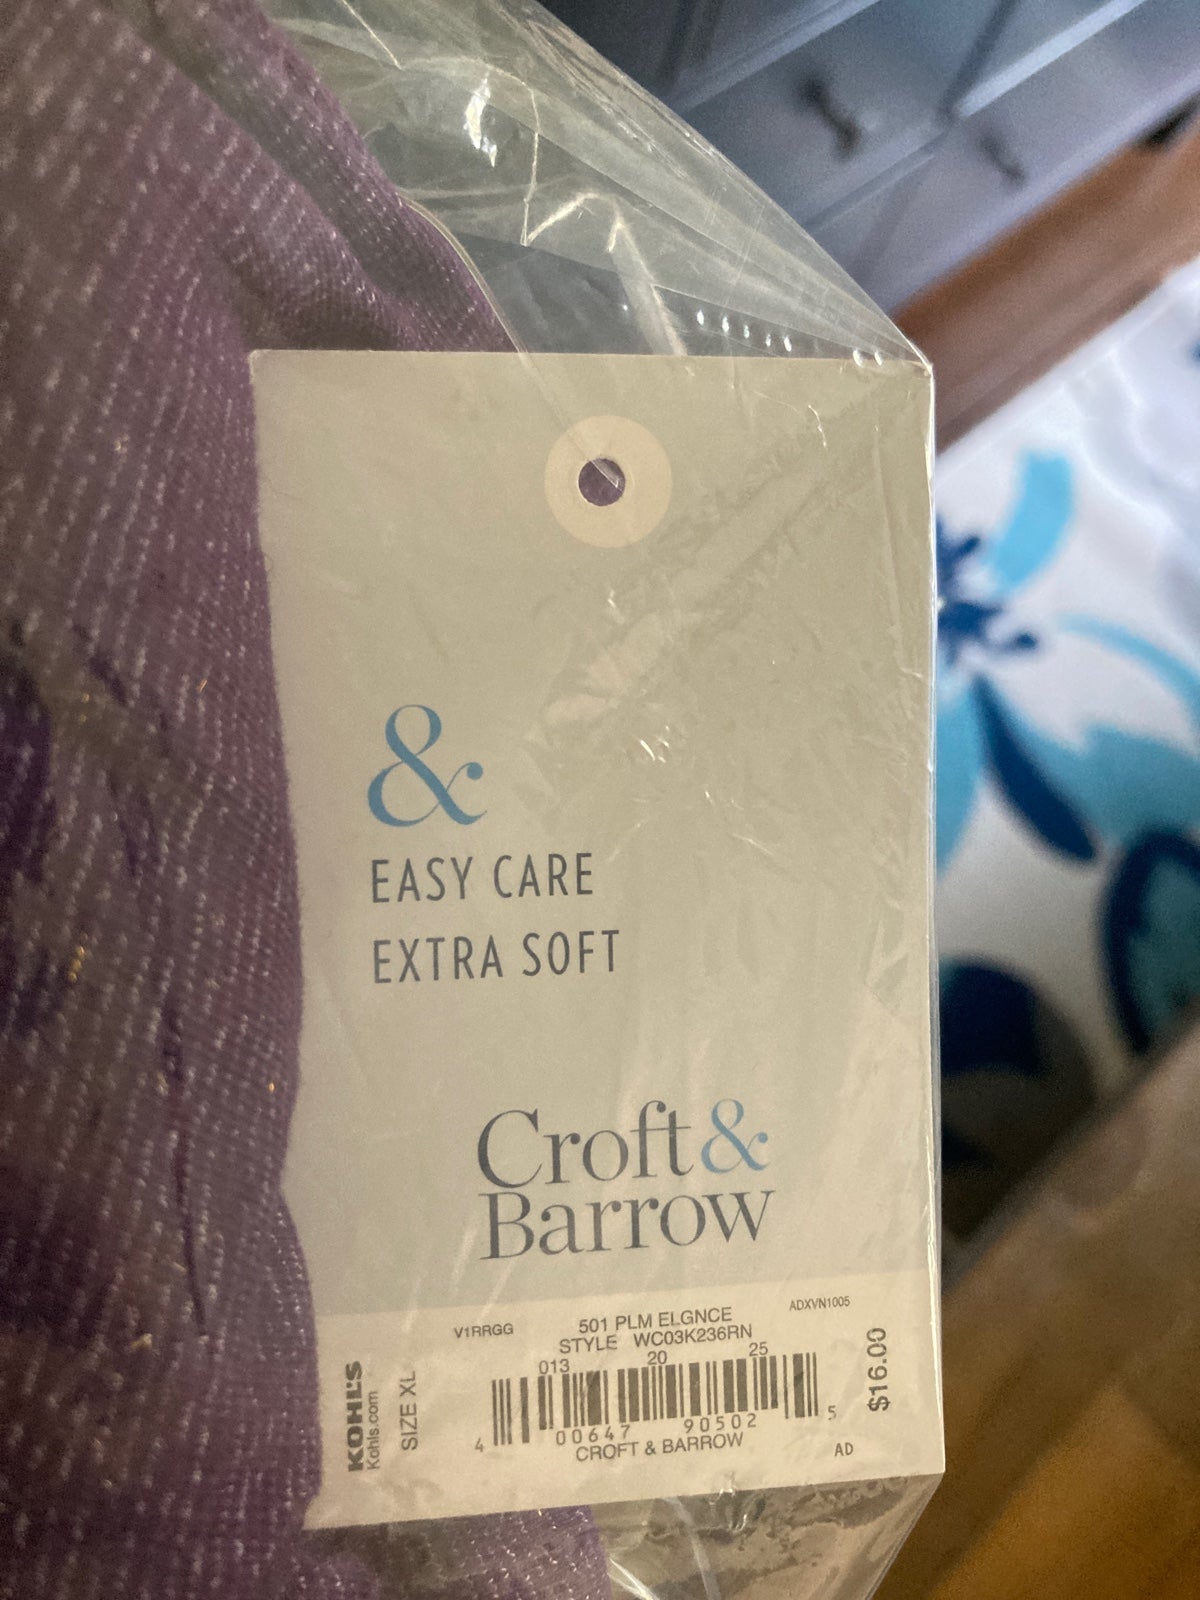 &
EASY CARE
EXTRA SOFT
Croft &
Barrow
V1RRGG
501 PLM ELGNCE
ADXVN1005
STYLE WC03K236RN
013 20 25
KOHL'S
Kohls.com
SIZE XL
$16.00
4 00647 90502 5
CROFT & BARROW
AD